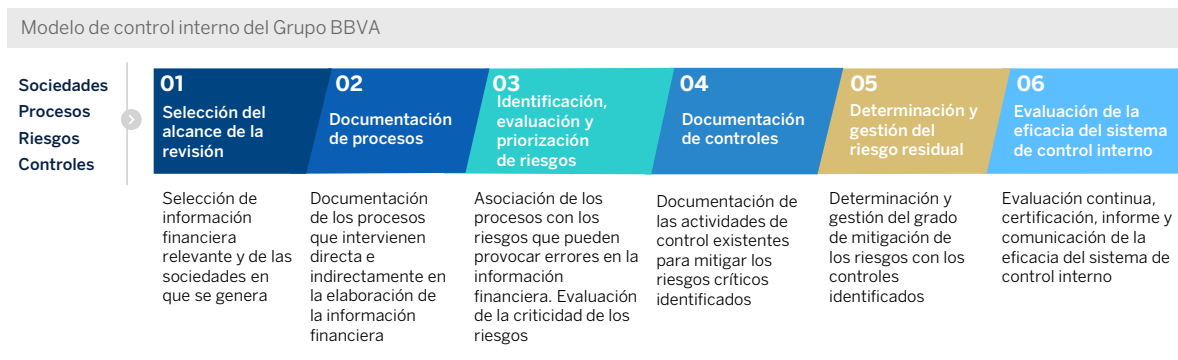 Modelo de control interno del Grupo BBVA
Sociedades
Procesos
Riesgos
Controles
01
Selección del
alcance de la
revisión
02
Documentación
de procesos
03
Identificación,
evaluación y
priorización
de riesgos
04
Documentación
de controles
05
Determinación y
gestión del
riesgo residual
06
Evaluación de la
eficacia del sistema
de control interno
Selección de
información
financiera
relevante y de las
sociedades en
que se genera
Documentación
de los procesos
que intervienen
directa e
indirectamente en
la elaboración de
la información
financiera
Asociación de los
procesos con los
riesgos que pueden
provocar errores en la
información
financiera. Evaluación
de la criticidad de los
riesgos
Documentación de
las actividades de
control existentes
para mitigar los
riesgos críticos
identificados
Determinación y
gestión del grado
de mitigación de
los riesgos con los
controles
identificados
Evaluación continua,
certificación, informe y
comunicación de la
eficacia del sistema de
control interno